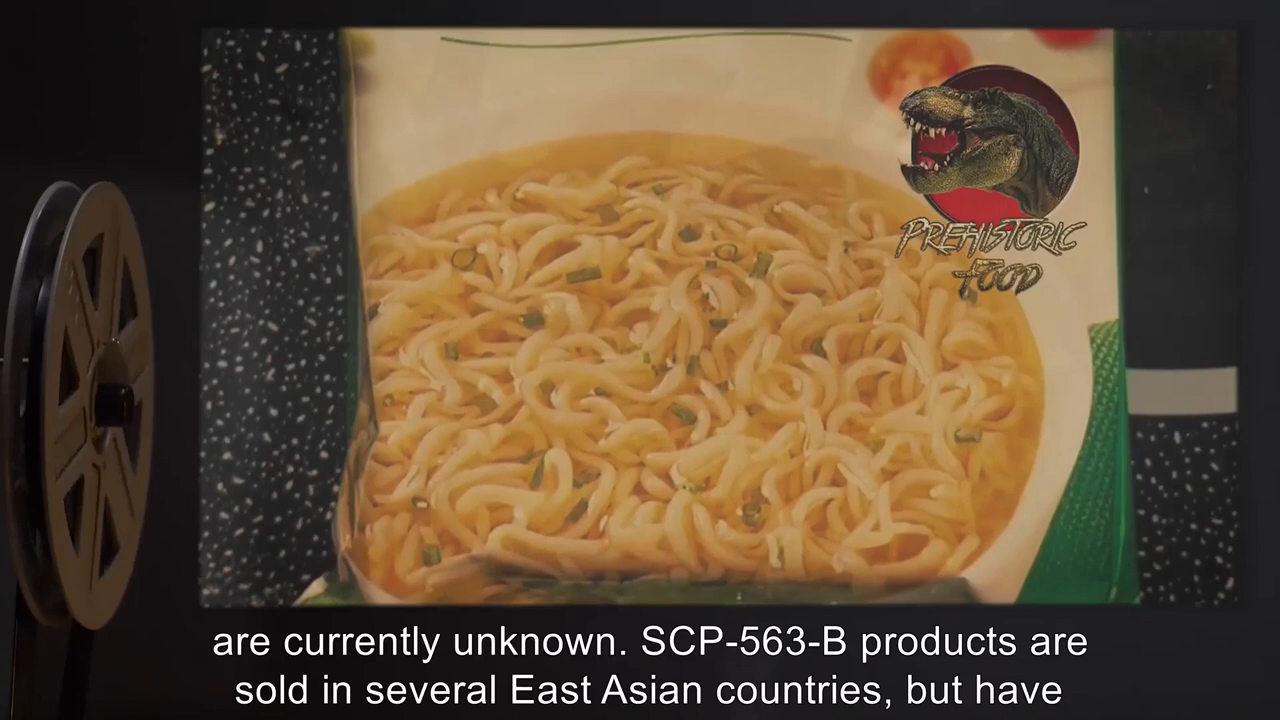 PREHISTORIC
FOOD
are currently unknown. SCP-563-B products are
sold in several East Asian countries, but have